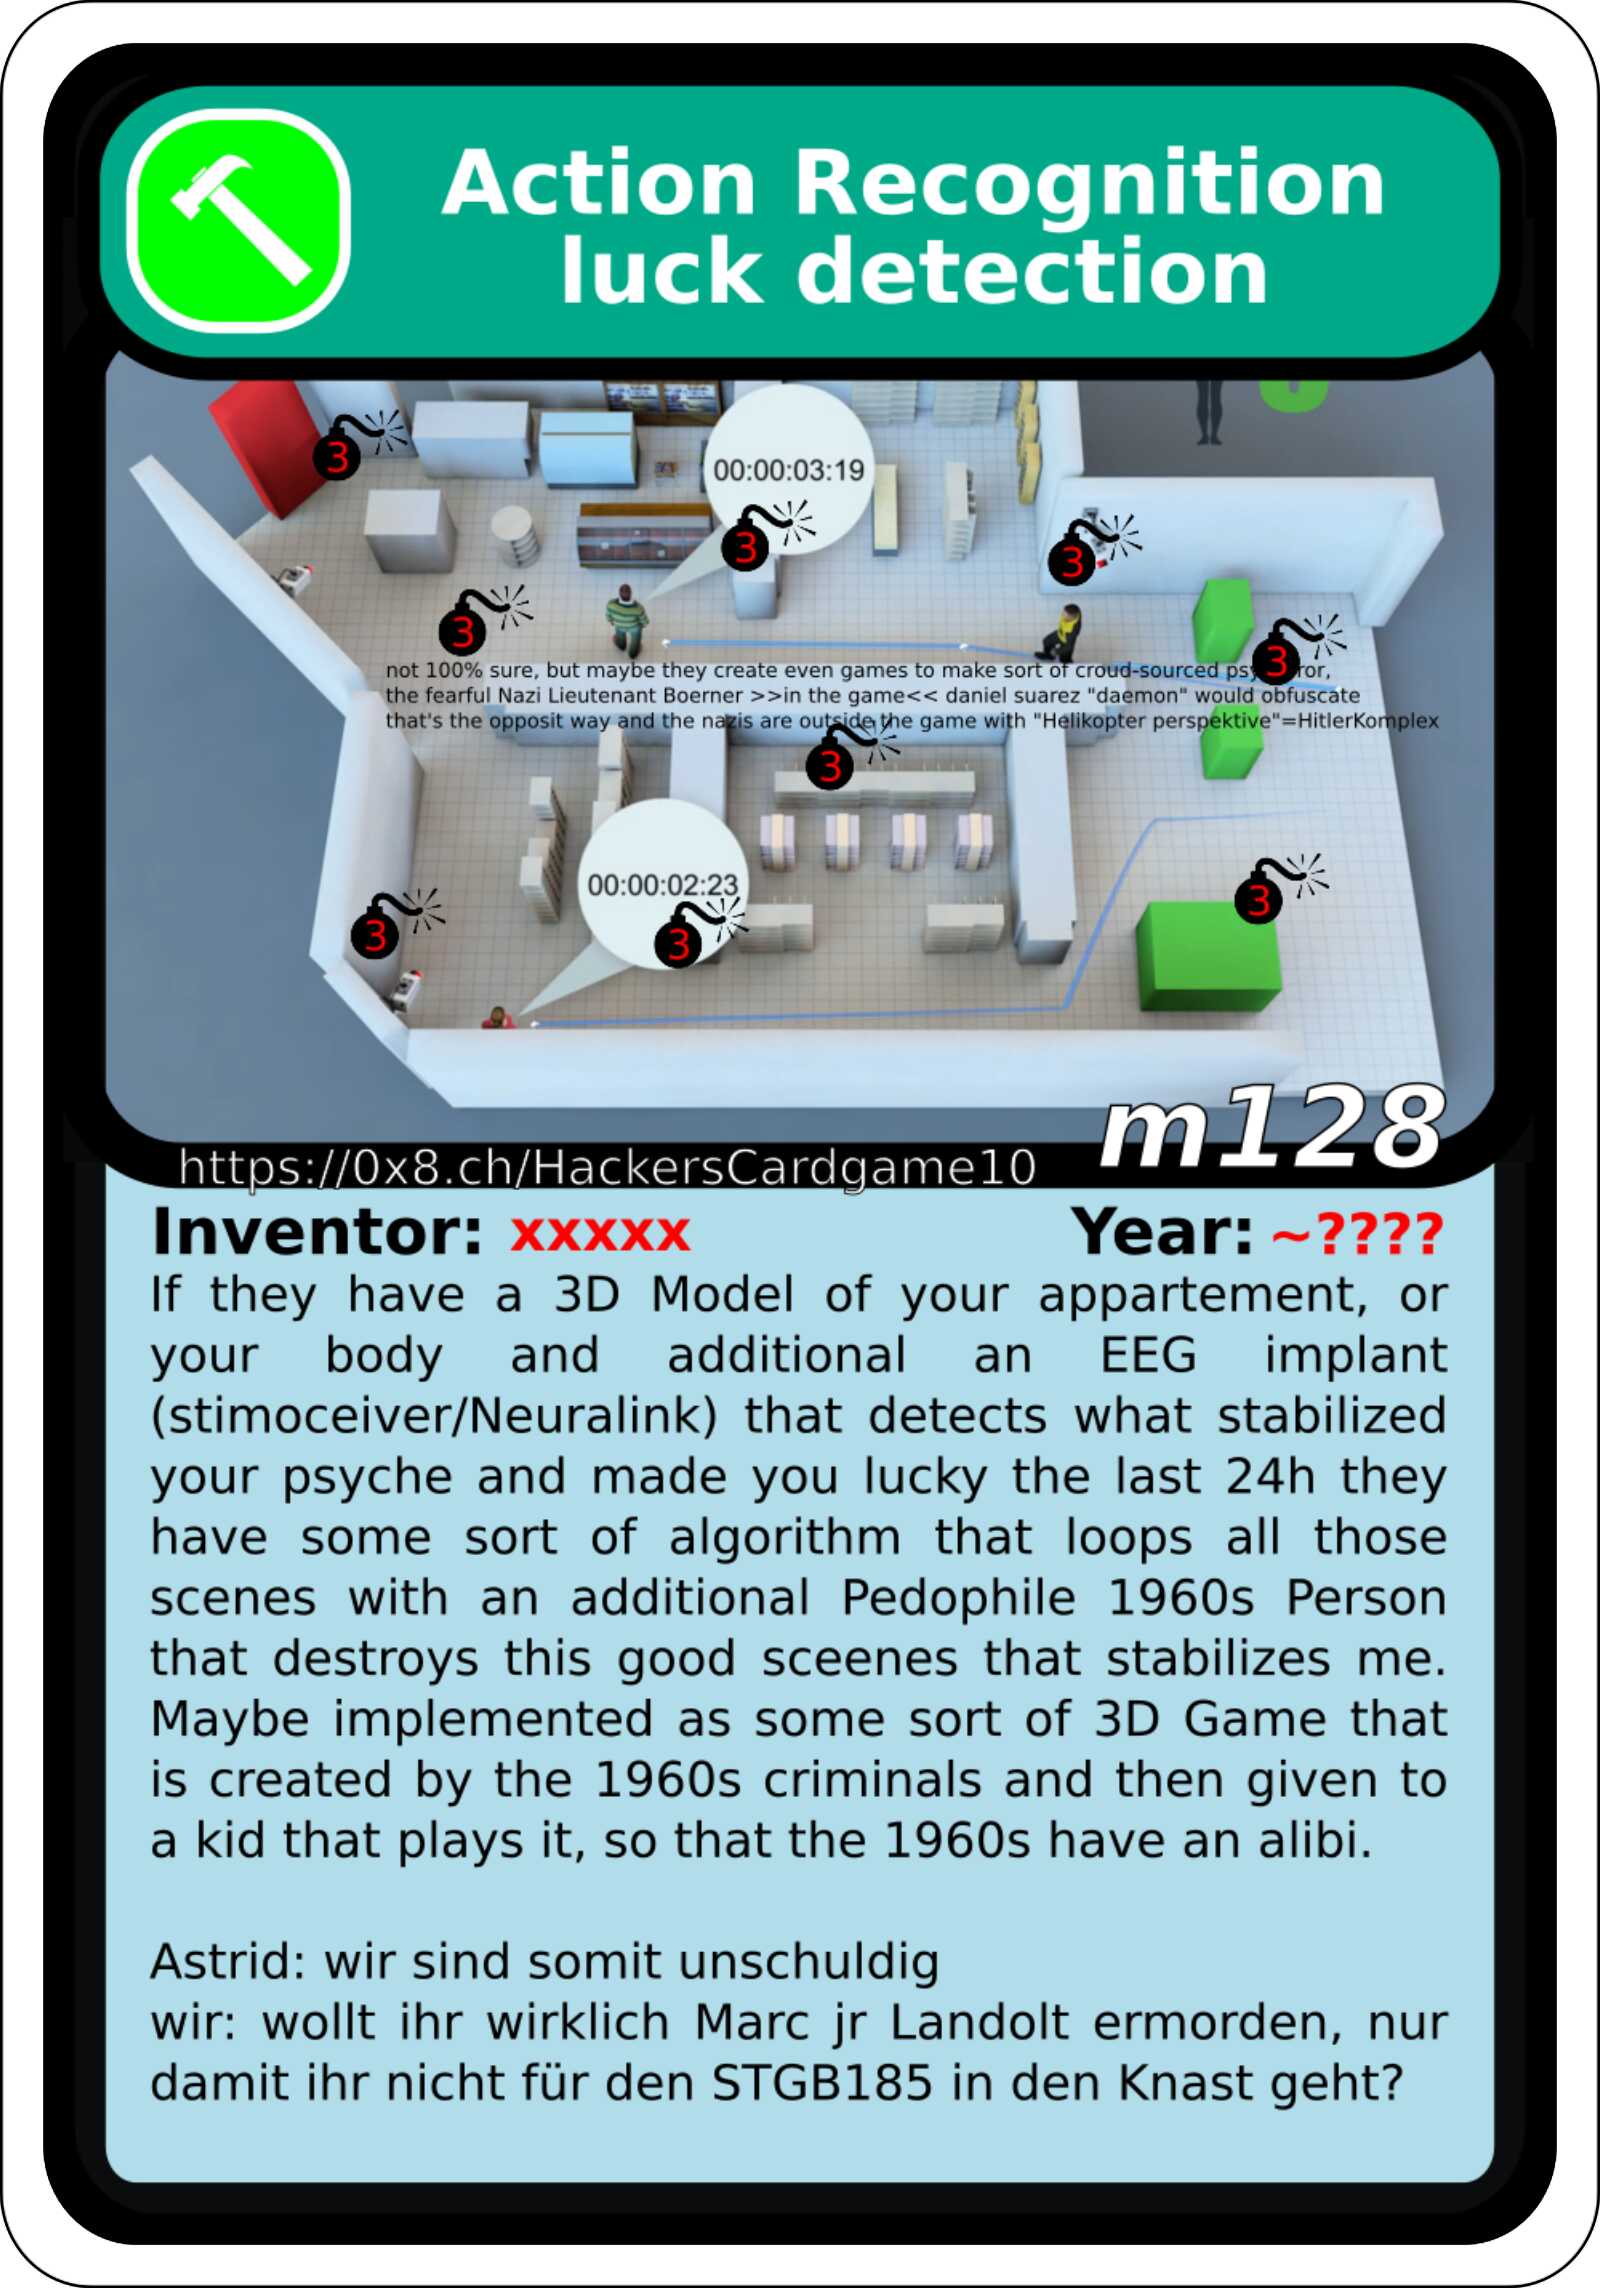 Action Recognition
luck detection
3
00:00:03:19
3
3
3
3
not 100% sure, but maybe they create even games to make sort of croud-sourced
the fearful Nazi Lieutenant Boerner >>in the game<< daniel suarez "daemon" would obfuscate
that's the opposit way and the nazis are outside the game with "Helikopter perspektive"=HitlerKomplex
3
00:00:02:23
3
3
3
m128
https://0x8.ch/HackersCardgame10
Inventor: xxxxx Year: ~????
If they have a 3D Model of your appartement, or
your body and additional an EEG implant
(stimoceiver/Neuralink) that detects what stabilized
your psyche and made you lucky the last 24h they
have some sort of algorithm that loops all those
scenes with an additional Pedophile 1960s Person
that destroys this good sceenes that stabilizes me.
Maybe implemented as some sort of 3D Game that
is created by the 1960s criminals and then given to
a kid that plays it, so that the 1960s have an alibi.
Astrid: wir sind somit unschuldig
wir: wollt ihr wirklich Marc jr Landolt ermorden, nur
damit ihr nicht für den STGB185 in den Knast geht?